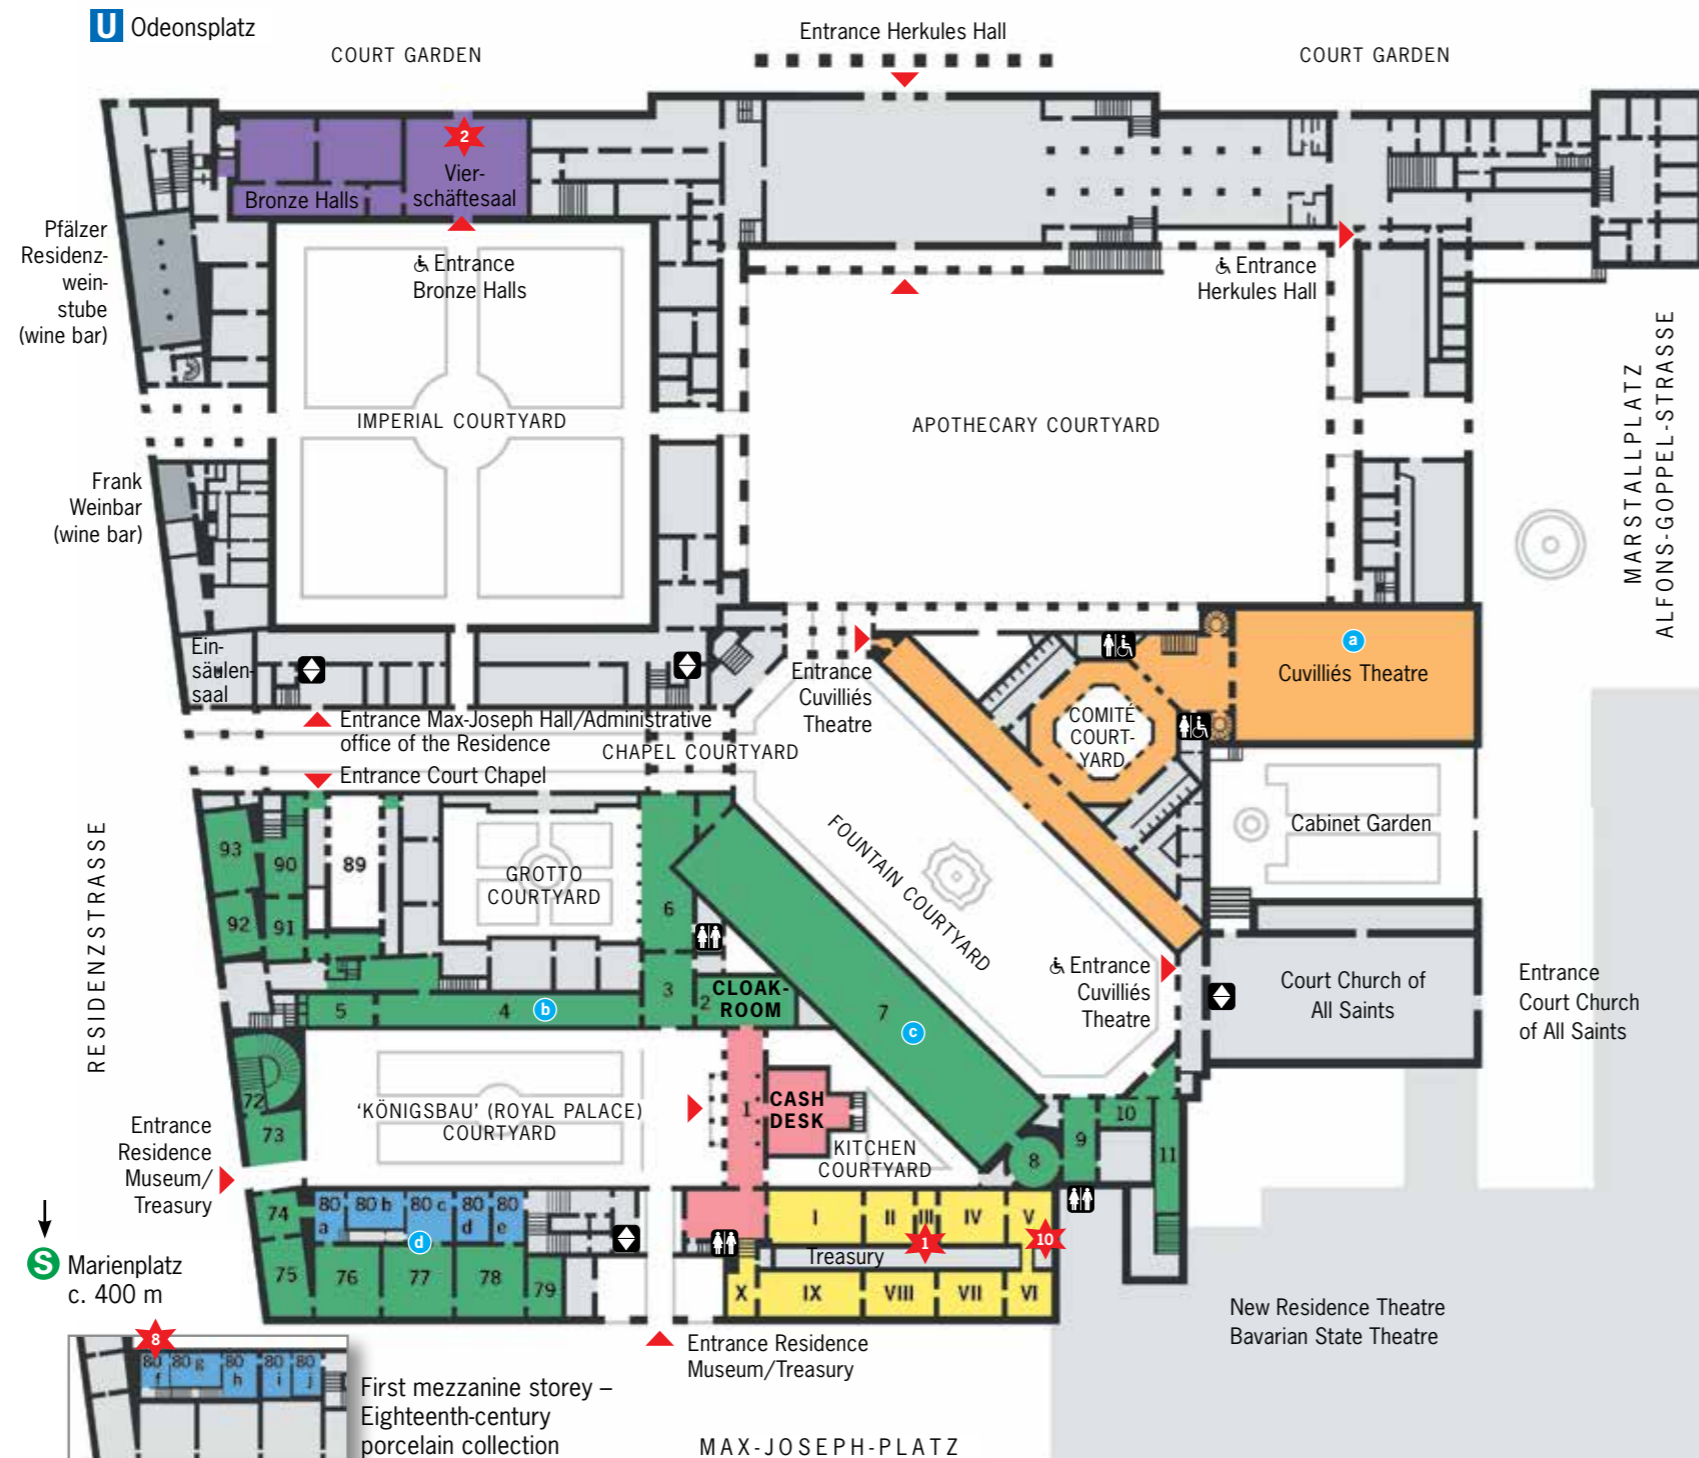 U Odeonsplatz
COURT GARDEN
Entrance Herkules Hall
COURT GARDEN
2
Vier-
schäftesaal
Bronze Halls
Pfälzer
Residenz-
wein-
stube
(wine bar)
Entrance
Bronze Halls
Entrance
Herkules Hall
IMPERIAL COURTYARD
APOTHECARY COURTYARD
MARSTALLPLATZ
ALFONS-GOPPEL-STRASSE
Frank
Weinbar
(wine bar)
Ein-
säulen-
saal
Entrance
Cuvilliés
Theatre
a
Cuvilliés Theatre
COMITÉ
COURT-
YARD
Entrance Max-Joseph Hall/Administrative
office of the Residence
CHAPEL COURTYARD
Entrance Court Chapel
RESIDENZSTRASSE
93
90
89
92
91
GROTTO
COURTYARD
6
FOUNTAIN COURTYARD
Cabinet Garden
5
4
b
3
2
CLOAK-
ROOM
7
c
Entrance
Cuvilliés
Theatre
Court Church of
All Saints
Entrance
Court Church
of All Saints
72
73
'KÖNIGSBAU' (ROYAL PALACE)
COURTYARD
1
CASH
DESK
KITCHEN
COURTYARD
8
9
10
11
Entrance
Residence
Museum/
Treasury
74
80
a
80 b
80 c
80
d
80
e
d
75
76
77
78
79
I
II
III
IV
V
Treasury
1
10
X
IX
VIII
VII
VI
S Marienplatz
c. 400 m
New Residence Theatre
Bavarian State Theatre
Entrance Residence
Museum/Treasury
8
80
f
80 g
80
h
80
i
80
j
First mezzanine storey –
Eighteenth-century
porcelain collection
MAX-JOSEPH-PLATZ